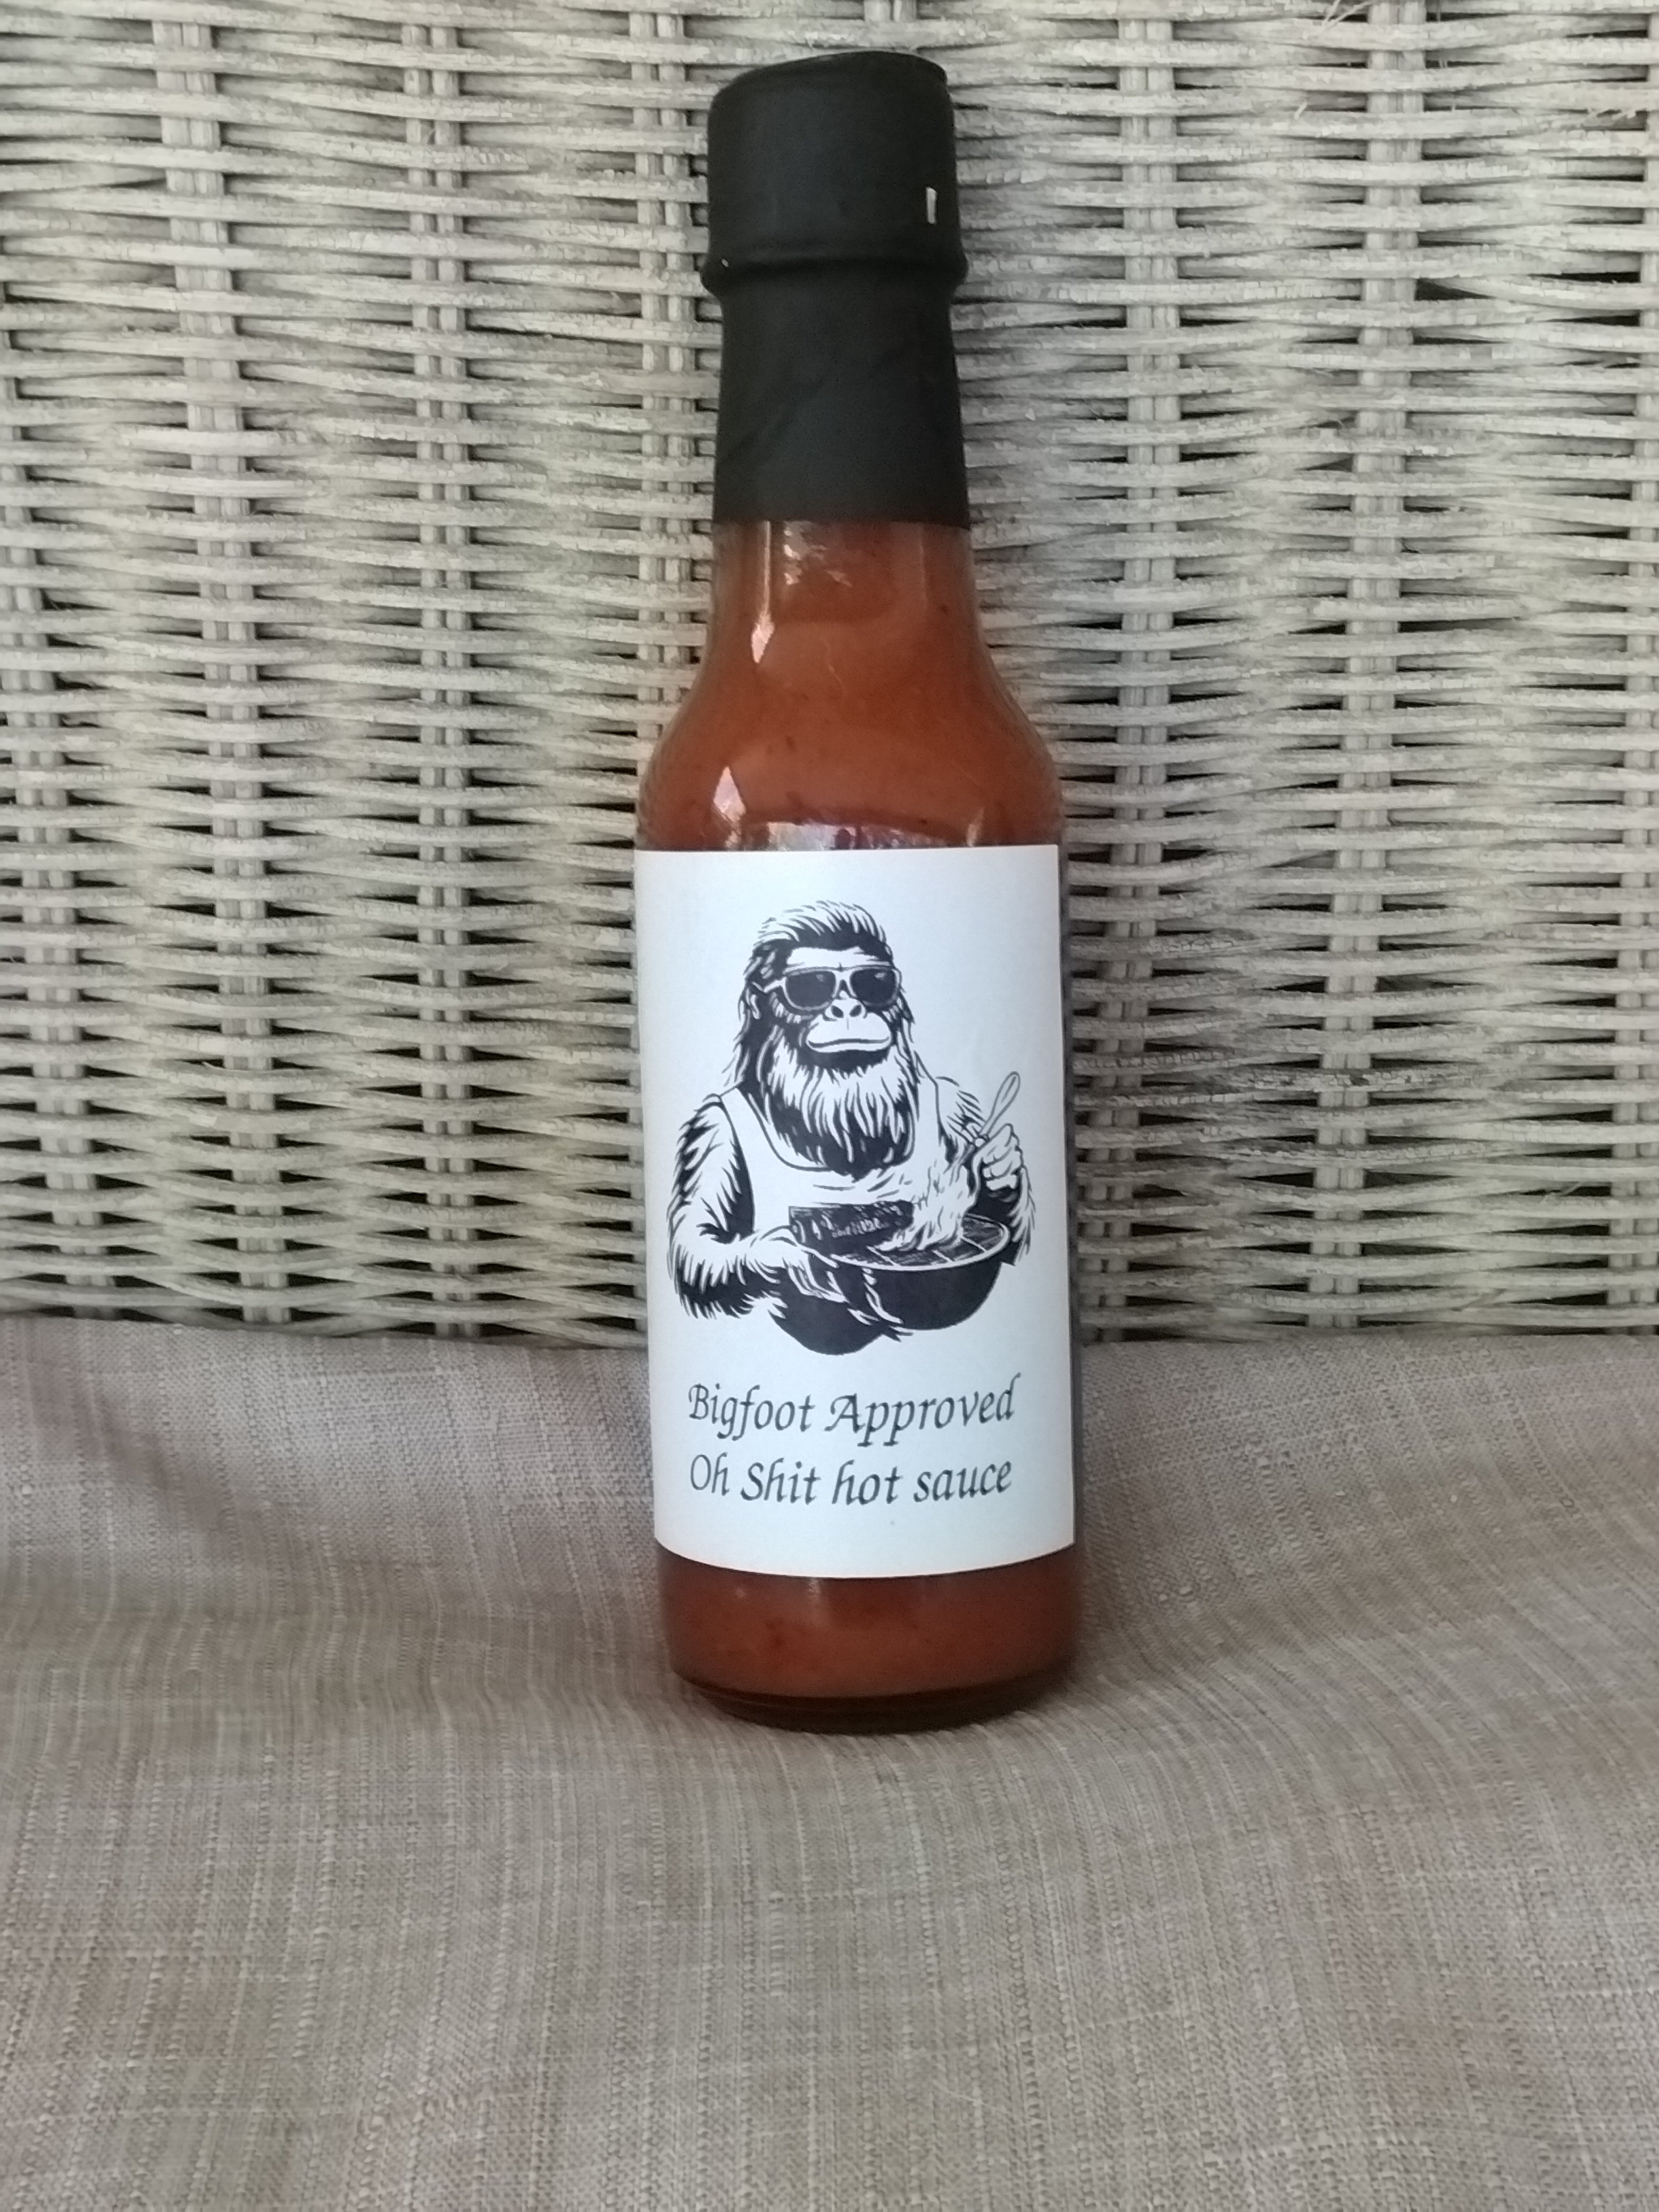 Bigfoot Approved
Oh Shit hot sauce